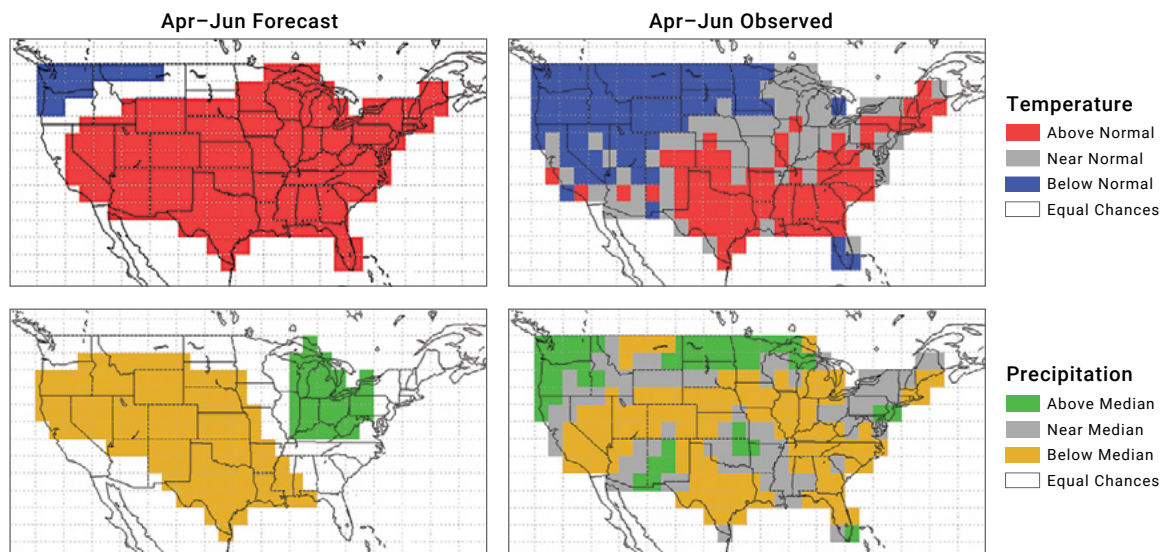 Apr–Jun Forecast
Apr–Jun Observed
Temperature
Above Normal
Near Normal
Below Normal
Equal Chances
Precipitation
Above Median
Near Median
Below Median
Equal Chances